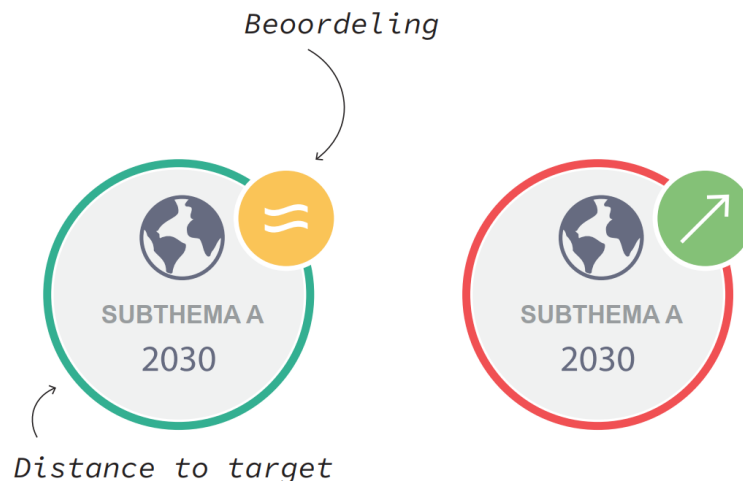 Beoordeling
SUBTHEMA A
2030
SUBTHEMA A
2030
Distance to target